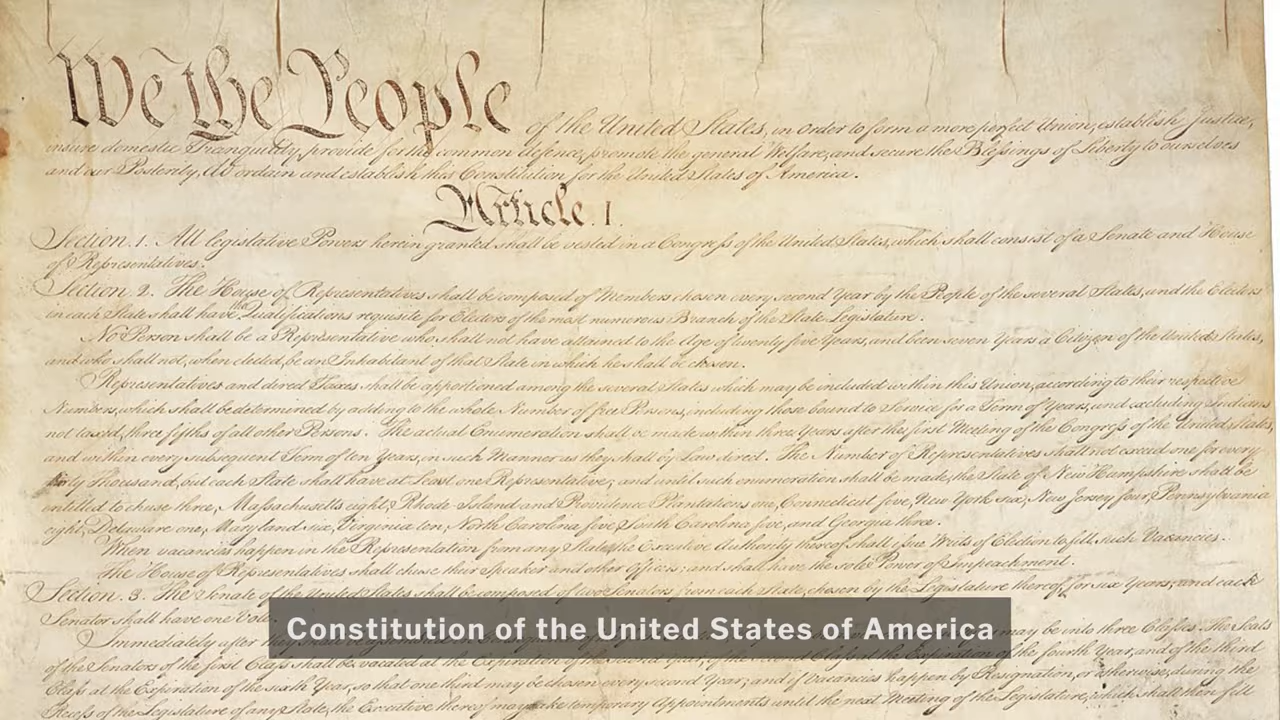 We the People of the United States, in Order to form a more perfect Union, establish Justice,
insure domestic Tranquility, provide for the common defence, promote the general Welfare, and secure the Blessings of Liberty to ourselves
and our Posterity, do ordain and establish this Constitution for the United States of America.
Article. I.
Section. 1. All legislative Powers herein granted shall be vested in a Congress of the United States, which shall consist of a Senate and House
of Representatives.
Section. 2. The House of Representatives shall be composed of Members chosen every second Year by the People of the several States, and the Electors
in each State shall have the Qualifications requisite for Electors of the most numerous Branch of the State Legislature.
No Person shall be a Representative who shall not have attained to the Age of twenty five Years, and been seven Years a Citizen of the United States,
and who shall not, when elected, be an Inhabitant of that State in which he shall be chosen.
Representatives and direct Taxes shall be apportioned among the several States which may be included within this Union, according to their respective
Numbers, which shall be determined by adding to the whole Number of free Persons, including those bound to Service for a Term of Years, and excluding Indians
not taxed, three fifths of all other Persons. The actual Enumeration shall be made within three Years after the first Meeting of the Congress of the United States,
and within every subsequent Term of ten Years, in such Manner as they shall by Law direct. The Number of Representatives shall not exceed one for every
thirty Thousand, but each State shall have at Least one Representative; and until such enumeration shall be made, the State of New Hampshire shall be
entitled to chuse three, Massachusetts eight, Rhode Island and Providence Plantations one, Connecticut five, New York six, New Jersey four, Pennsylvania
eight, Delaware one, Maryland six, Virginia ten, North Carolina five, South Carolina five, and Georgia three.
When vacancies happen in the Representation from any State, the Executive Authority thereof shall issue Writs of Election to fill such Vacancies.
The House of Representatives shall chuse their Speaker and other Officers; and shall have the sole Power of Impeachment.
Section. 3. The Senate of the United States shall be composed of two Senators from each State, chosen by the Legislature thereof, for six Years; and each
Senator shall have one Vote.
Constitution of the United States of America
Immediately after they may be into three Classes. The Seats
of the Senators of the first Class shall be vacated at the Expiration of the second Year, of the second Class at the Expiration of the fourth Year, and of the third
Class at the Expiration of the sixth Year, so that one third may be chosen every second Year; and if Vacancies happen by Resignation, or otherwise, during the
Recess of the Legislature of any State, the Executive thereof may make temporary Appointments until the next Meeting of the Legislature, which shall then fill